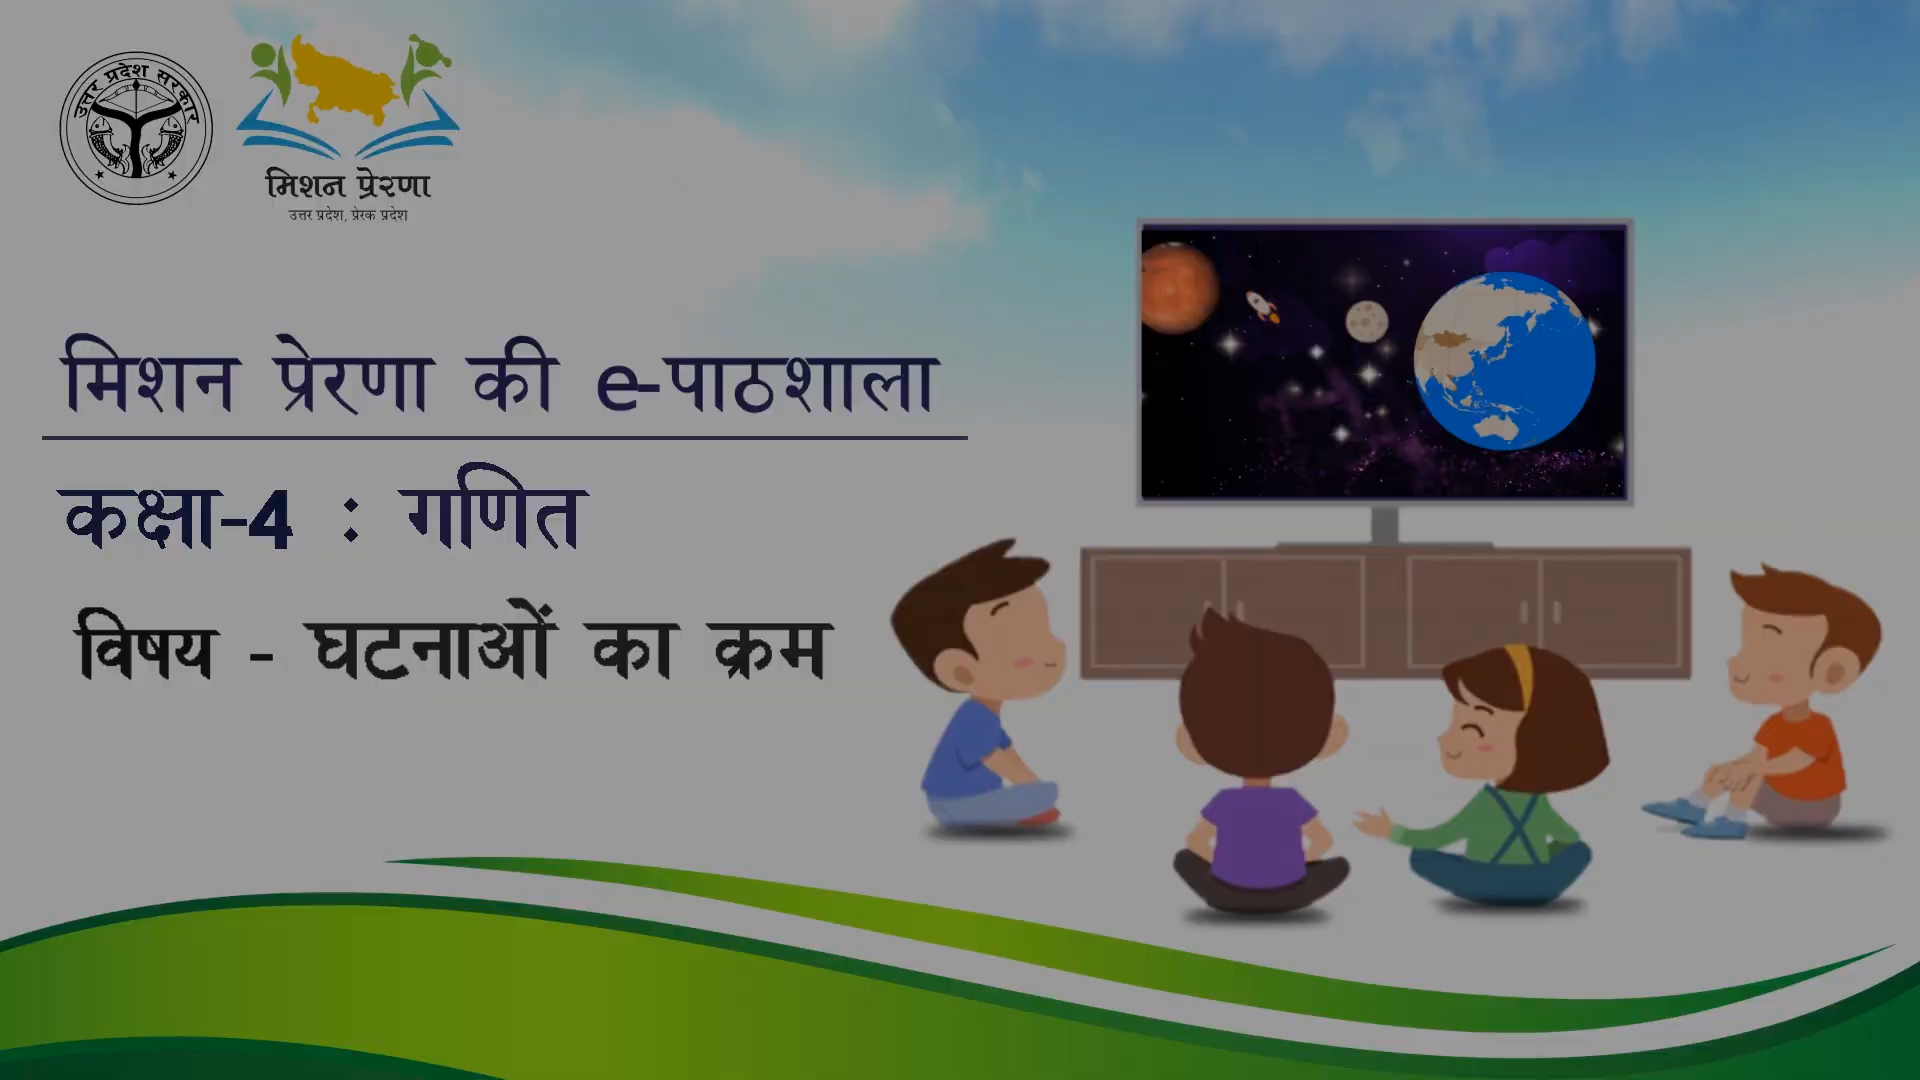 उत्तर प्रदेश सरकार
मिशन प्रेरणा
उत्तर प्रदेश, प्रेरक प्रदेश
मिशन प्रेरणा की e-पाठशाला
कक्षा-4 : गणित
विषय - घटनाओं का क्रम